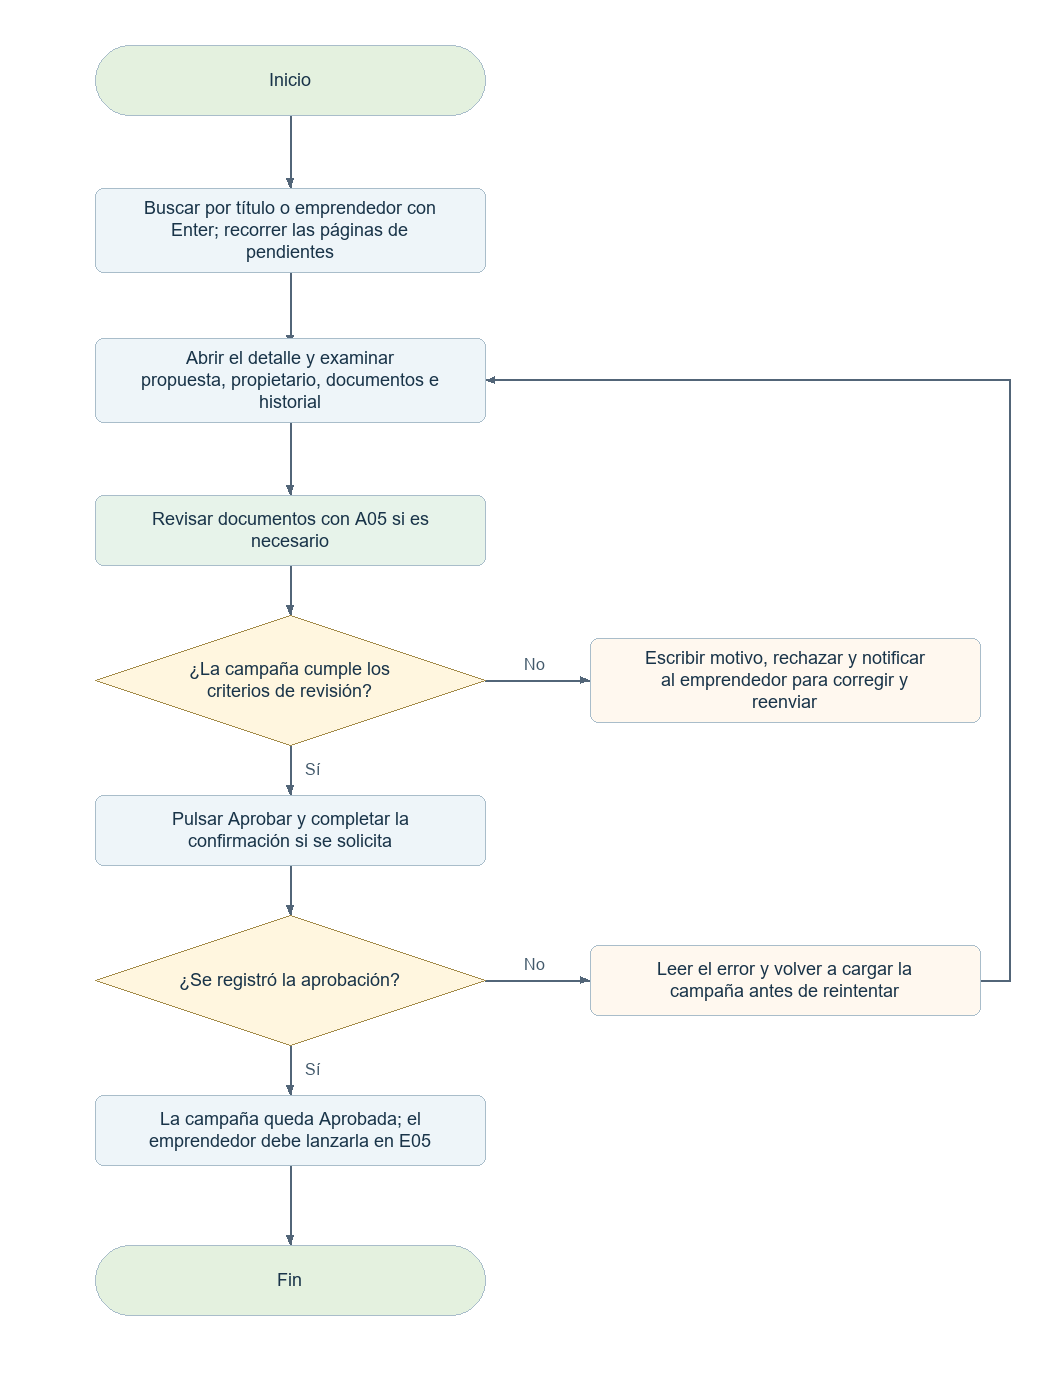 Inicio
Buscar por título o emprendedor con
Enter; recorrer las páginas de
pendientes
Abrir el detalle y examinar
propuesta, propietario, documentos e
historial
Revisar documentos con A05 si es
necesario
¿La campaña cumple los
criterios de revisión?
No
Escribir motivo, rechazar y notificar
al emprendedor para corregir y
reenviar
Sí
Pulsar Aprobar y completar la
confirmación si se solicita
¿Se registró la aprobación?
No
Leer el error y volver a cargar la
campaña antes de reintentar
Sí
La campaña queda Aprobada; el
emprendedor debe lanzarla en E05
Fin